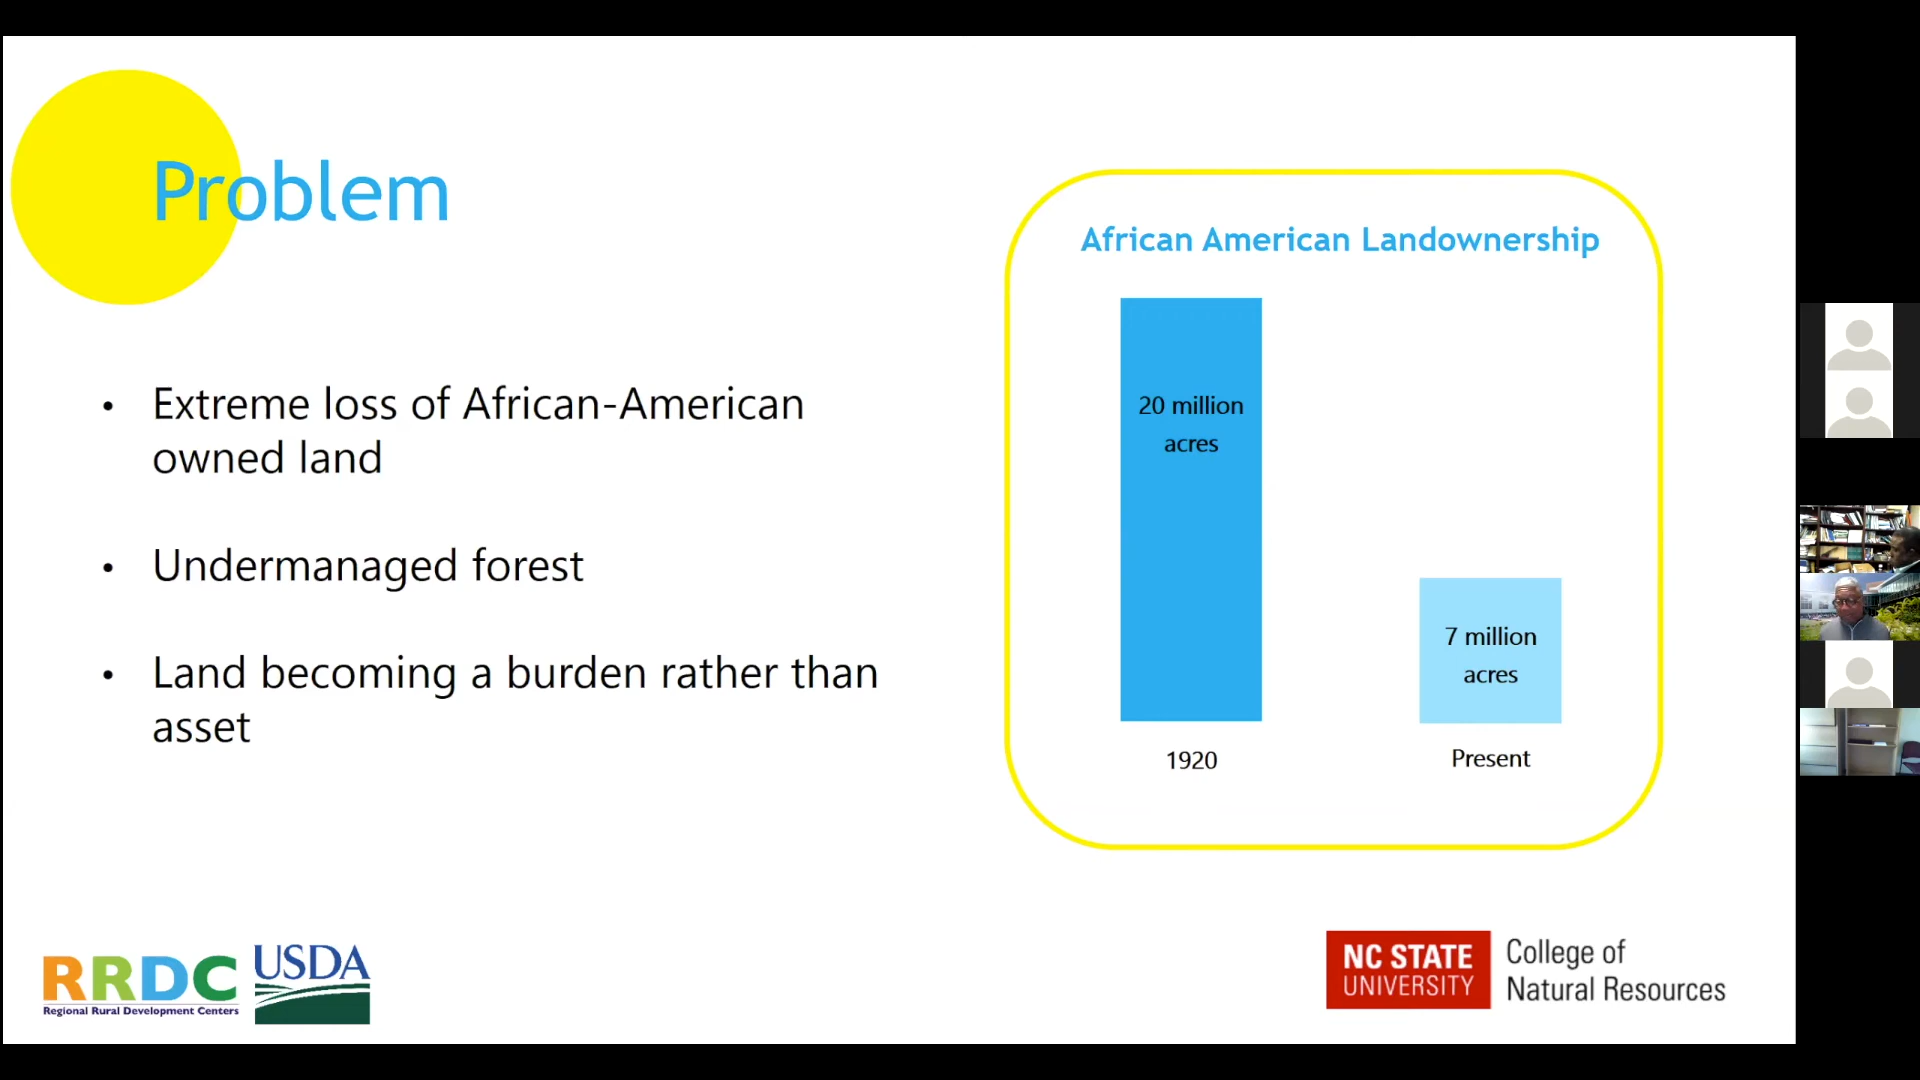 Problem
• Extreme loss of African-American
owned land
• Undermanaged forest
• Land becoming a burden rather than
asset
African American Landownership
20 million
acres
7 million
acres
1920
Present
RRDC
Regional Rural Development Centers
USDA
NC STATE
UNIVERSITY
College of
Natural Resources